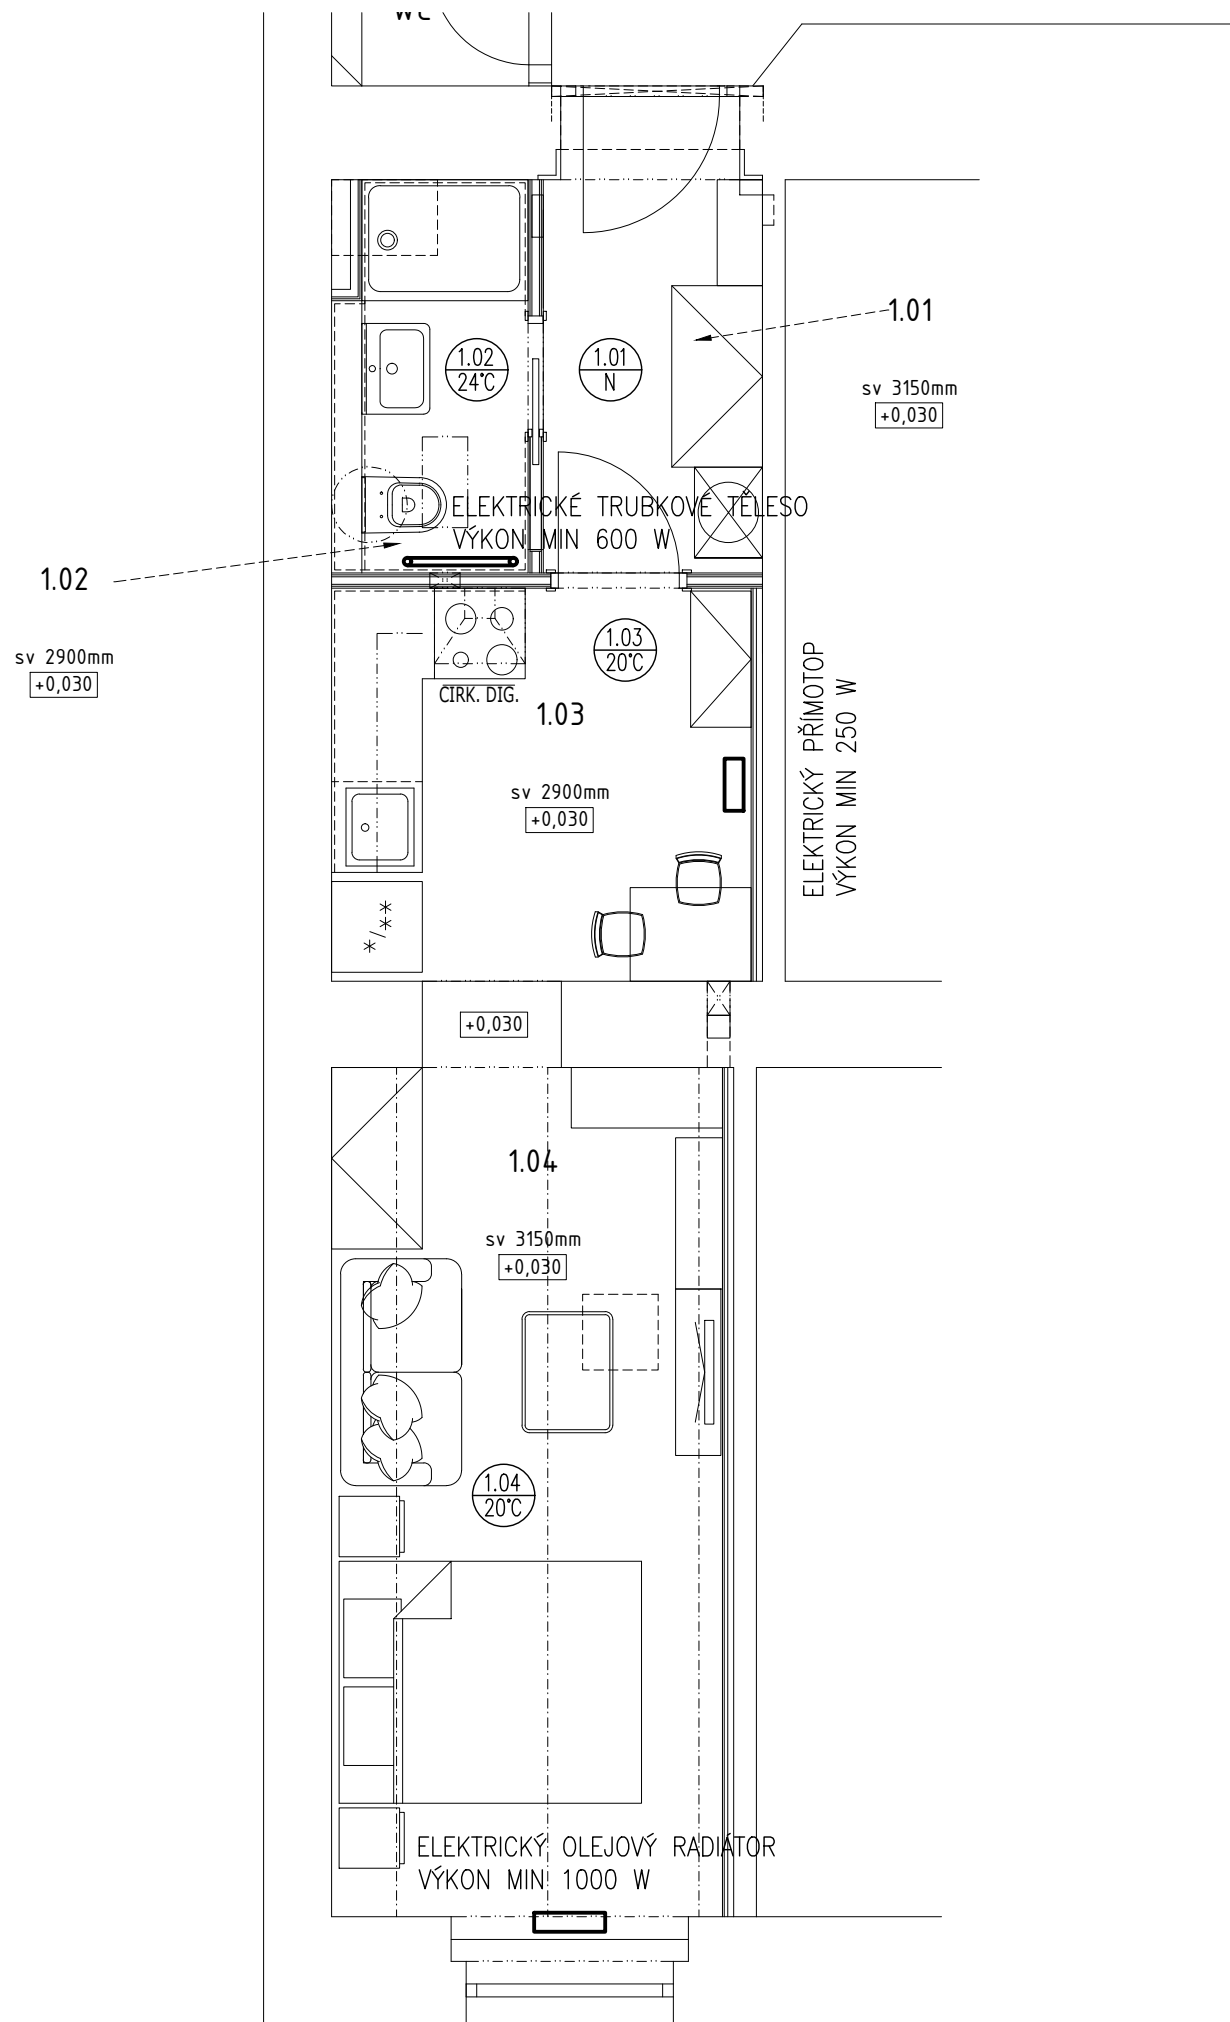 WC
1.01
1.02
24°C
1.01
N
sv 3150mm
+0,030
ELEKTRICKÉ TRUBKOVÉ TĚLESO
VÝKON MIN 600 W
1.02
sv 2900mm
+0,030
1.03
20°C
CIRK. DIG.
1.03
ELEKTRICKÝ PŘÍMOTOP
VÝKON MIN 250 W
sv 2900mm
+0,030
*/**
+0,030
1.04
sv 3150mm
+0,030
1.04
20°C
ELEKTRICKÝ OLEJOVÝ RADIÁTOR
VÝKON MIN 1000 W